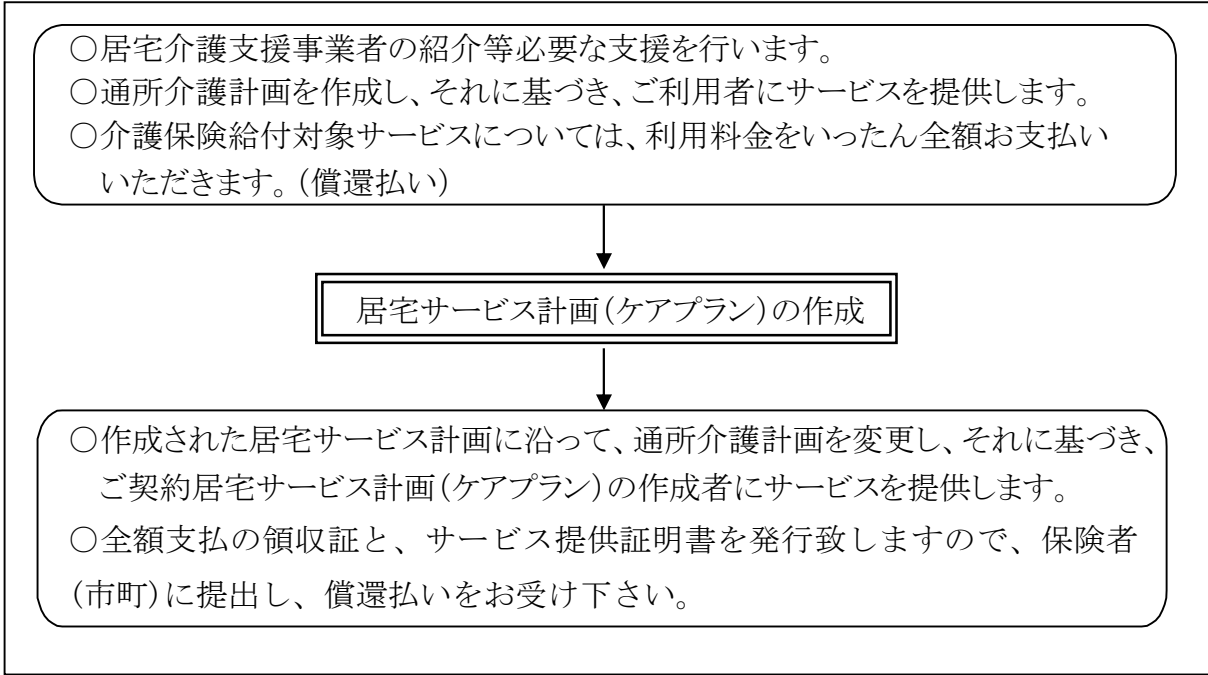 ○居宅介護支援事業者の紹介等必要な支援を行います。
○通所介護計画を作成し、それに基づき、ご利用者にサービスを提供します。
○介護保険給付対象サービスについては、利用料金をいったん全額お支払い
いただきます。(償還払い)
居宅サービス計画(ケアプラン)の作成
○作成された居宅サービス計画に沿って、通所介護計画を変更し、それに基づき、
ご契約居宅サービス計画(ケアプラン)の作成者にサービスを提供します。
○全額支払の領収証と、サービス提供証明書を発行致しますので、保険者
(市町)に提出し、償還払いをお受け下さい。